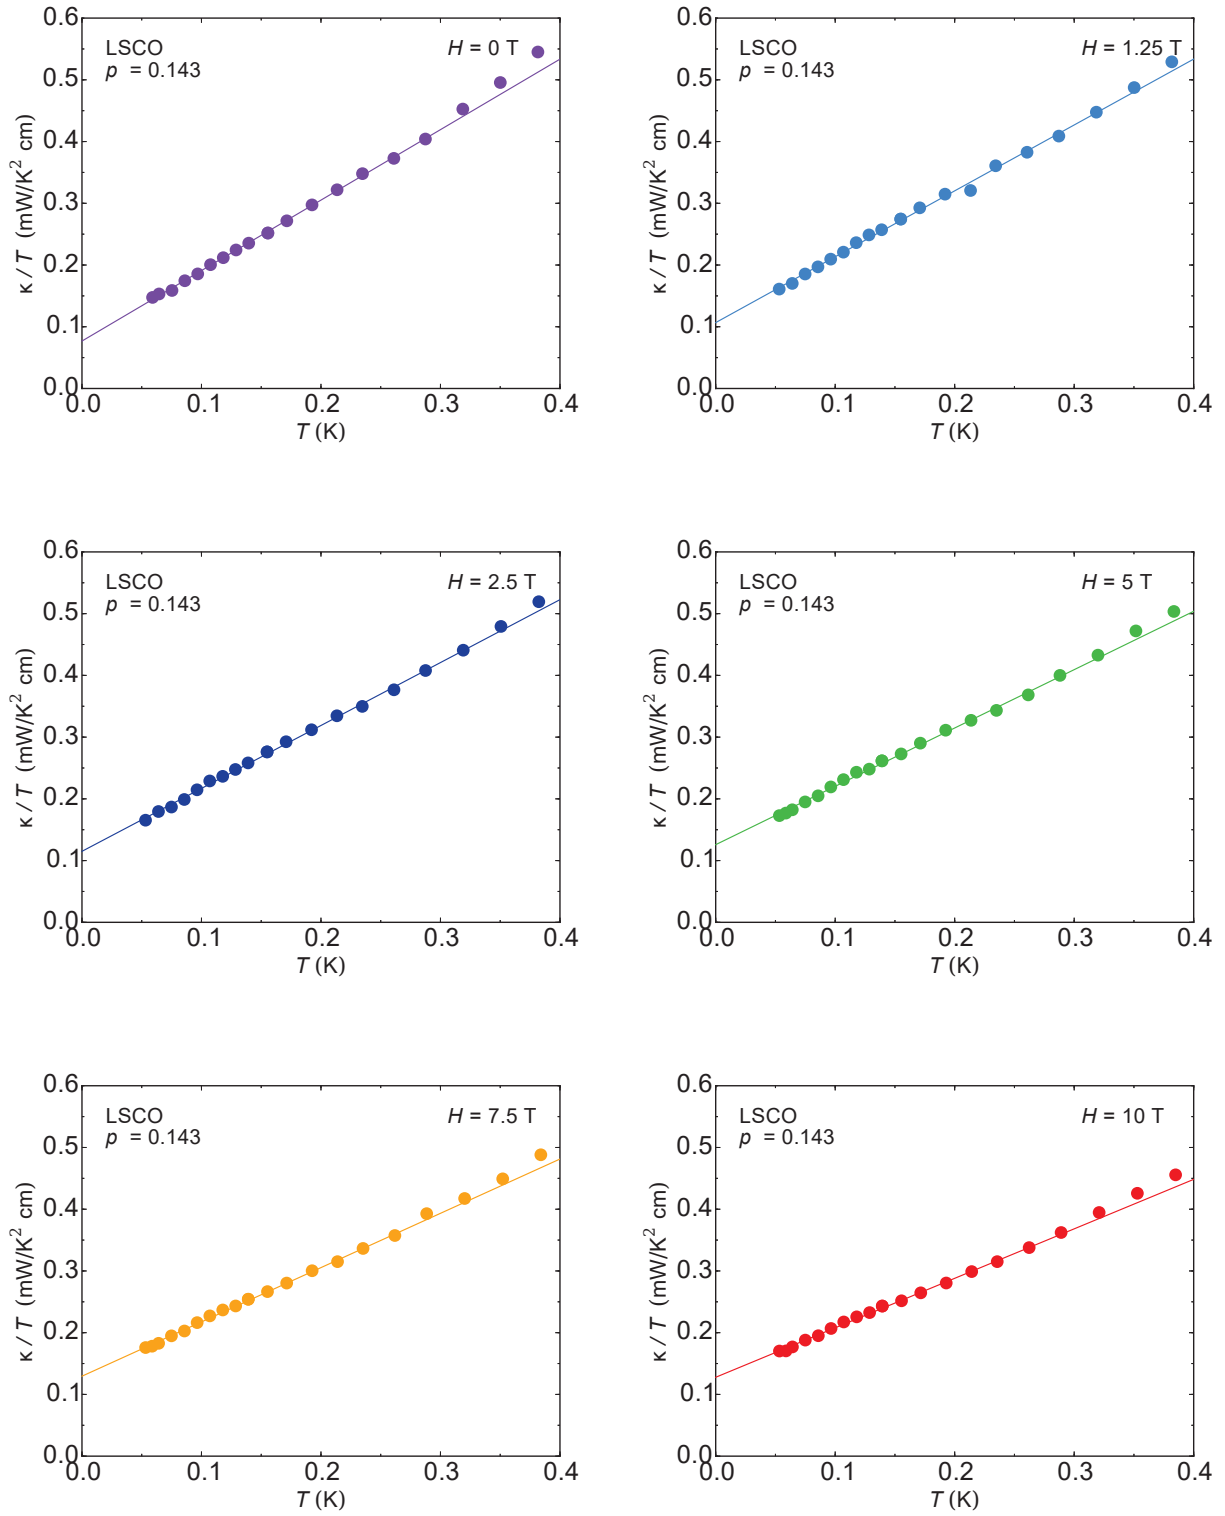 LSCO
p = 0.143
H = 0 T
κ / T (mW/K² cm)
0.6
0.5
0.4
0.3
0.2
0.1
0.0
0.0 0.1 0.2 0.3 0.4
T (K)
LSCO
p = 0.143
H = 1.25 T
κ / T (mW/K² cm)
0.6
0.5
0.4
0.3
0.2
0.1
0.0
0.0 0.1 0.2 0.3 0.4
T (K)
LSCO
p = 0.143
H = 2.5 T
κ / T (mW/K² cm)
0.6
0.5
0.4
0.3
0.2
0.1
0.0
0.0 0.1 0.2 0.3 0.4
T (K)
LSCO
p = 0.143
H = 5 T
κ / T (mW/K² cm)
0.6
0.5
0.4
0.3
0.2
0.1
0.0
0.0 0.1 0.2 0.3 0.4
T (K)
LSCO
p = 0.143
H = 7.5 T
κ / T (mW/K² cm)
0.6
0.5
0.4
0.3
0.2
0.1
0.0
0.0 0.1 0.2 0.3 0.4
T (K)
LSCO
p = 0.143
H = 10 T
κ / T (mW/K² cm)
0.6
0.5
0.4
0.3
0.2
0.1
0.0
0.0 0.1 0.2 0.3 0.4
T (K)